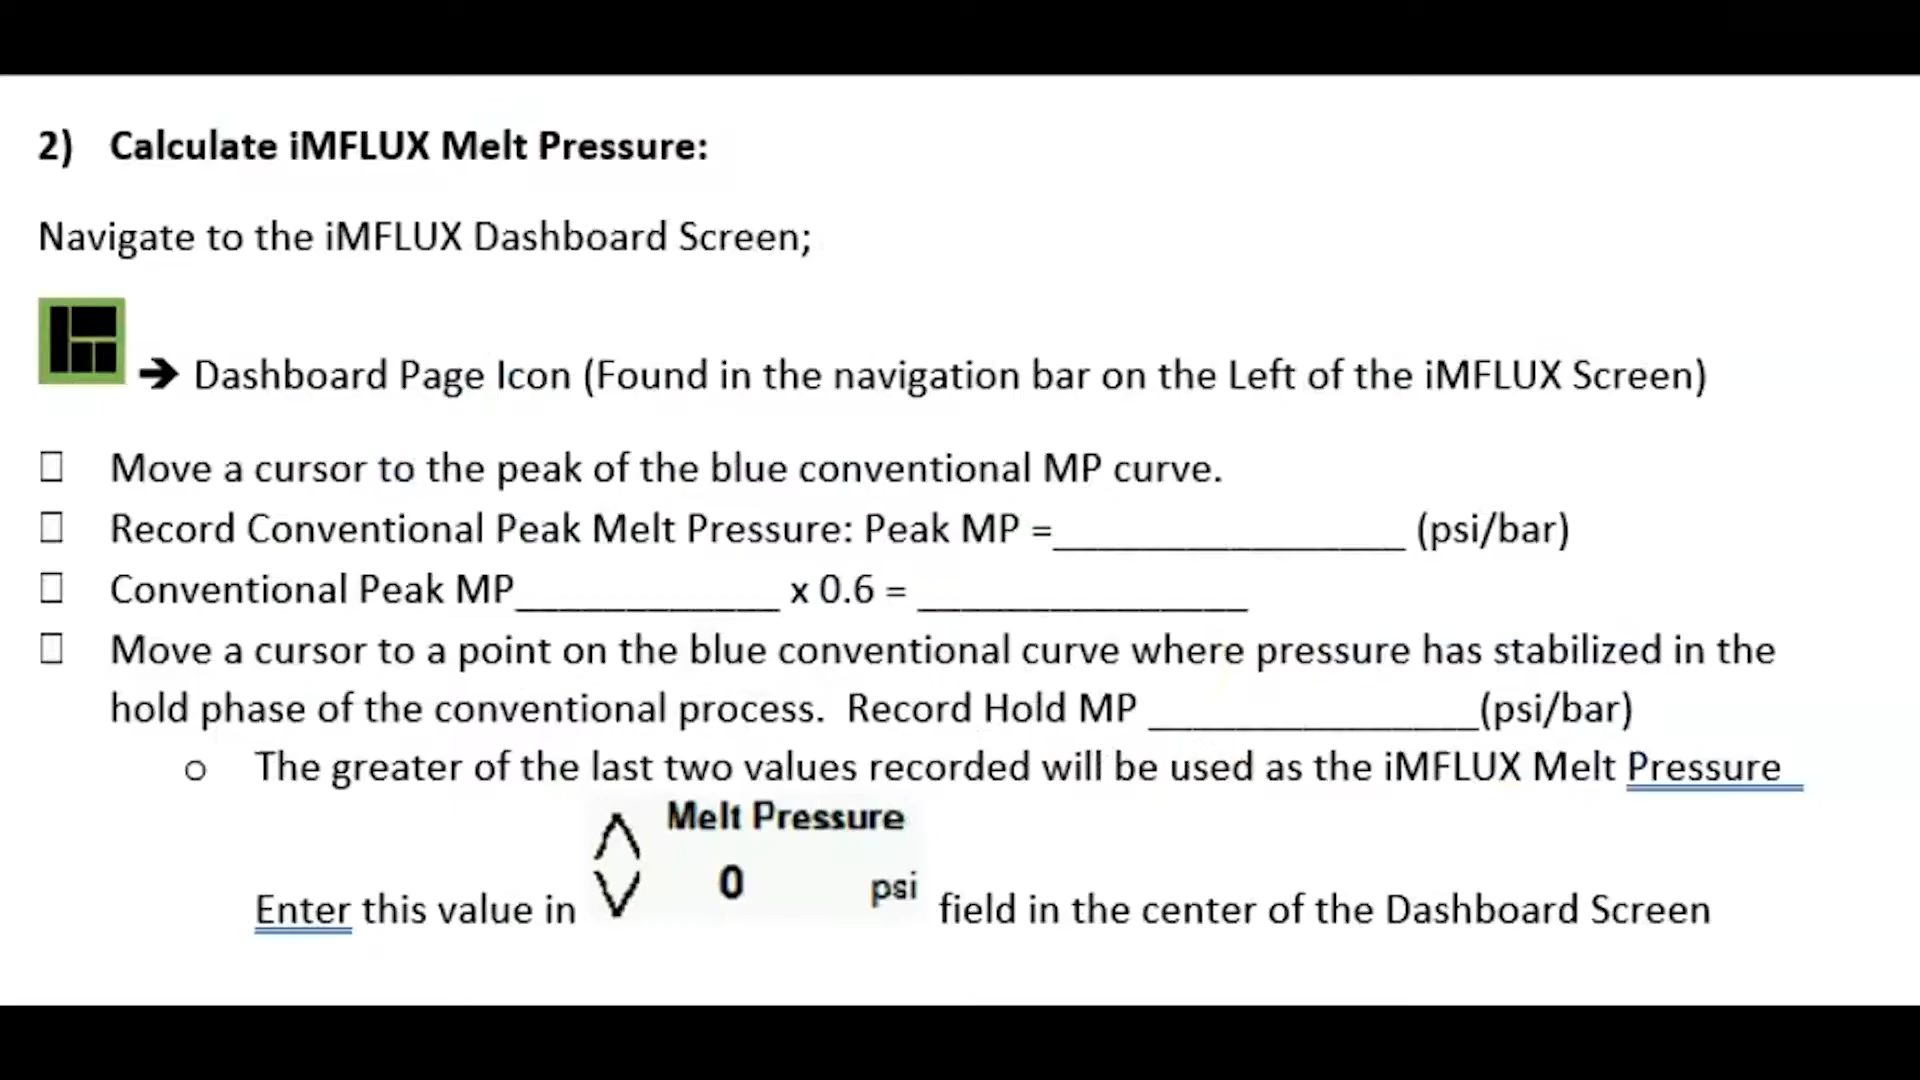 2) Calculate iMFLUX Melt Pressure:
Navigate to the iMFLUX Dashboard Screen;
➔ Dashboard Page Icon (Found in the navigation bar on the Left of the iMFLUX Screen)
Move a cursor to the peak of the blue conventional MP curve.
Record Conventional Peak Melt Pressure: Peak MP =________________ (psi/bar)
Conventional Peak MP____________ x 0.6 = _______________
Move a cursor to a point on the blue conventional curve where pressure has stabilized in the
hold phase of the conventional process. Record Hold MP _______________(psi/bar)
o The greater of the last two values recorded will be used as the iMFLUX Melt Pressure
Melt Pressure
0 psi
Enter this value in field in the center of the Dashboard Screen